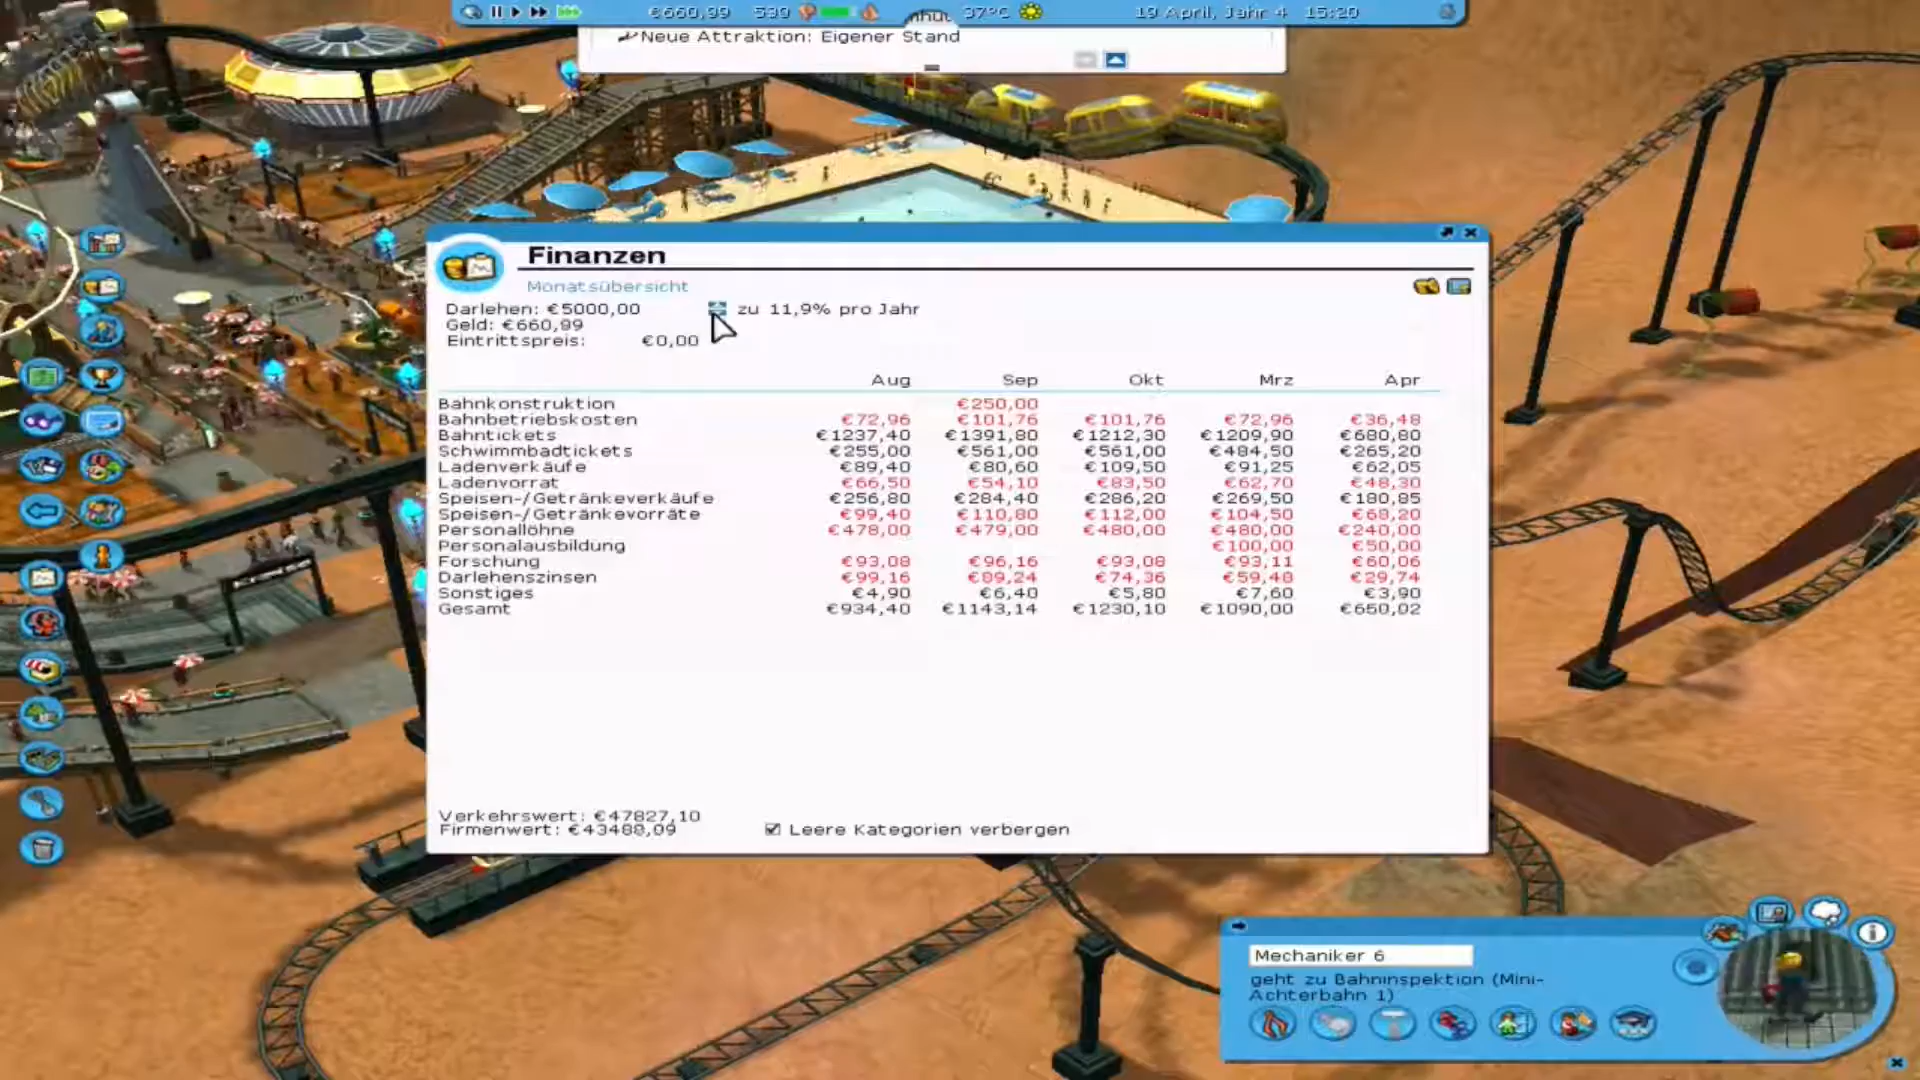 €660,99 539 37°C 19 April, Jahr 4 15:20
Neue Attraktion: Eigener Stand
Finanzen
Monatsübersicht
Darlehen: €5000,00 zu 11,9% pro Jahr
Geld: €660,99
Eintrittspreis: €0,00
Aug Sep Okt Mrz Apr
Bahnkonstruktion €250,00
Bahnbetriebskosten €72,96 €101,76 €101,76 €72,96 €36,48
Bahntickets €1237,40 €1391,80 €1212,30 €1209,90 €680,80
Schwimmbadtickets €255,00 €561,00 €561,00 €484,50 €265,20
Ladenverkäufe €89,40 €80,60 €109,50 €91,25 €62,05
Ladenvorrat €66,50 €54,10 €83,50 €62,70 €48,30
Speisen-/Getränkeverkäufe €256,80 €284,40 €286,20 €269,50 €180,85
Speisen-/Getränkevorräte €99,40 €110,80 €112,00 €104,50 €68,20
Personallöhne €478,00 €479,00 €480,00 €480,00 €240,00
Personalausbildung €100,00 €50,00
Forschung €93,08 €96,16 €93,08 €93,11 €60,06
Darlehenszinsen €99,16 €89,24 €74,36 €59,48 €29,74
Sonstiges €4,90 €6,40 €5,80 €7,60 €3,90
Gesamt €934,40 €1143,14 €1230,10 €1090,00 €650,02
Verkehrswert: €47827,10
Firmenwert: €43488,09
Leere Kategorien verbergen
Mechaniker 6
geht zu Bahninspektion (Mini-
Achterbahn 1)